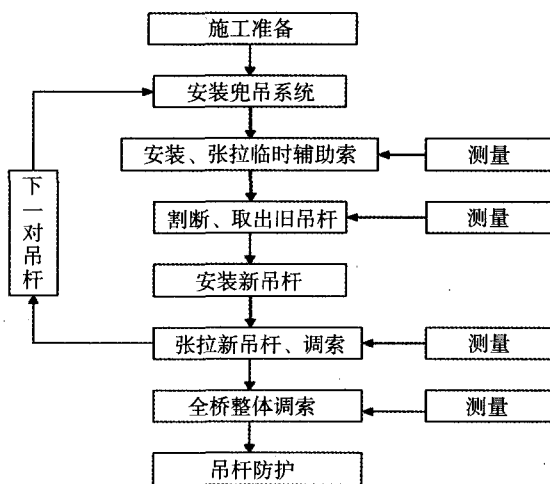 施工准备
安装兜吊系统
安装、张拉临时辅助索
测量
割断、取出旧吊杆
测量
下一对吊杆
安装新吊杆
张拉新吊杆、调索
测量
全桥整体调索
测量
吊杆防护